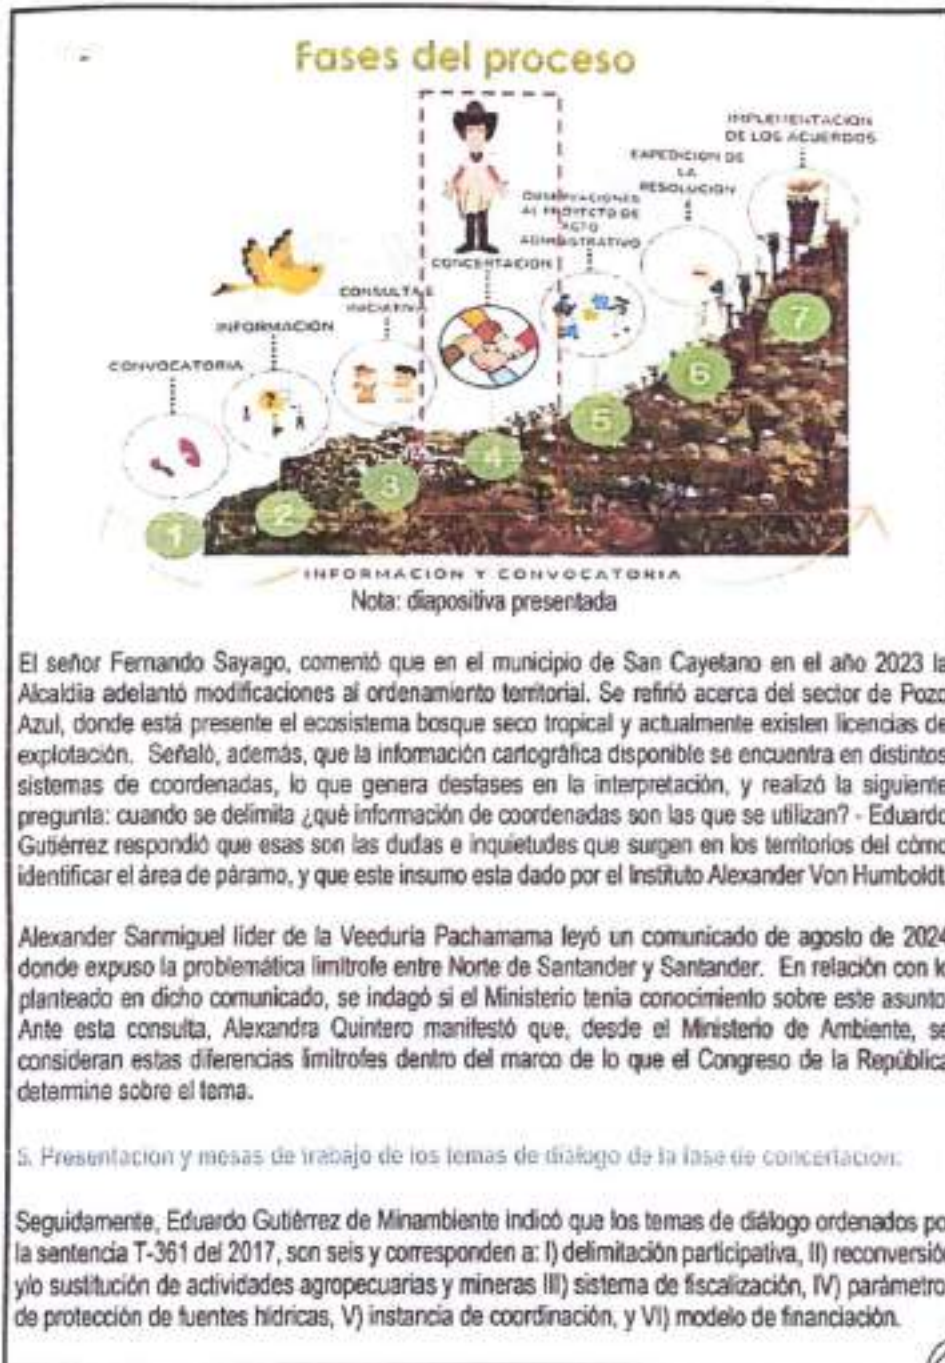 Fases del proceso
IMPLEMENTACION
DE LOS ACUERDOS
EXPEDICION DE
LA
RESOLUCION
OBSERVACIONES
AL PROYECTO DE
ACTO
ADMINISTRATIVO
CONCERTACION
CONSULTA E
INICIATIVA
INFORMACIÓN
CONVOCATORIA
1
2
3
4
5
6
7
INFORMACION Y CONVOCATORIA
Nota: diapositiva presentada
El señor Fernando Sayago, comentó que en el municipio de San Cayetano en el año 2023 la
Alcaldía adelantó modificaciones al ordenamiento territorial. Se refirió acerca del sector de Pozo
Azul, donde está presente el ecosistema bosque seco tropical y actualmente existen licencias de
explotación. Señaló, además, que la información cartográfica disponible se encuentra en distintos
sistemas de coordenadas, lo que genera desfases en la interpretación, y realizó la siguiente
pregunta: cuando se delimita ¿qué información de coordenadas son las que se utilizan? - Eduardo
Gutiérrez respondió que esas son las dudas e inquietudes que surgen en los territorios del cómo
identificar el área de páramo, y que este insumo esta dado por el Instituto Alexander Von Humboldt
Alexander Sanmiguel líder de la Veeduría Pachamama leyó un comunicado de agosto de 2024
donde expuso la problemática limítrofe entre Norte de Santander y Santander. En relación con lo
planteado en dicho comunicado, se indagó si el Ministerio tenía conocimiento sobre este asunto.
Ante esta consulta, Alexandra Quintero manifestó que, desde el Ministerio de Ambiente, se
consideran estas diferencias limítrofes dentro del marco de lo que el Congreso de la República
determine sobre el tema.
5. Presentacion y mesas de trabajo de los temas de diálogo de la fase de concertacion:
Seguidamente, Eduardo Gutiérrez de Minambiente indicó que los temas de diálogo ordenados po
la sentencia T-361 del 2017, son seis y corresponden a: I) delimitación participativa, II) reconversió
y/o sustitución de actividades agropecuarias y mineras III) sistema de fiscalización, IV) parámetro
de protección de fuentes hídricas, V) instancia de coordinación, y VI) modelo de financiación.